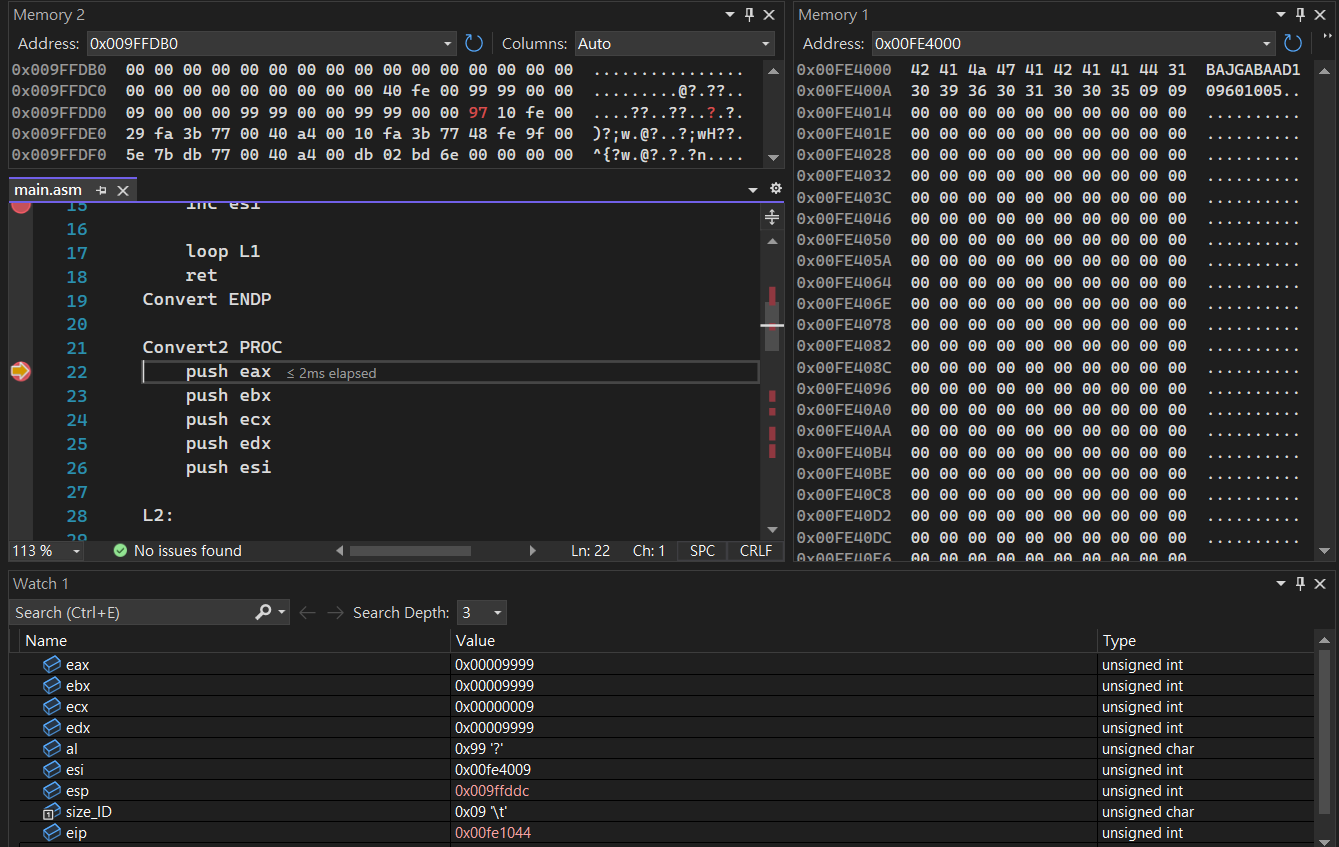 Memory 2
Address: 0x009FFDB0 Columns: Auto
0x009FFDB0 00 00 00 00 00 00 00 00 00 00 00 00 00 00 00 00 ................
0x009FFDC0 00 00 00 00 00 00 00 00 00 40 fe 00 99 99 00 00 .........@?.??..
0x009FFDD0 09 00 00 00 99 99 00 00 99 99 00 00 97 10 fe 00 ....??..??..?.?.
0x009FFDE0 29 fa 3b 77 00 40 a4 00 10 fa 3b 77 48 fe 9f 00 )?;w.@?..?;wH??.
0x009FFDF0 5e 7b db 77 00 40 a4 00 db 02 bd 6e 00 00 00 00 ^{?w.@?.?.?n....
Memory 1
Address: 0x00FE4000
0x00FE4000 42 41 4a 47 41 42 41 41 44 31 BAJGABAAD1
0x00FE400A 30 39 36 30 31 30 30 35 09 09 09601005..
0x00FE4014 00 00 00 00 00 00 00 00 00 00 ..........
0x00FE401E 00 00 00 00 00 00 00 00 00 00 ..........
0x00FE4028 00 00 00 00 00 00 00 00 00 00 ..........
0x00FE4032 00 00 00 00 00 00 00 00 00 00 ..........
0x00FE403C 00 00 00 00 00 00 00 00 00 00 ..........
0x00FE4046 00 00 00 00 00 00 00 00 00 00 ..........
0x00FE4050 00 00 00 00 00 00 00 00 00 00 ..........
0x00FE405A 00 00 00 00 00 00 00 00 00 00 ..........
0x00FE4064 00 00 00 00 00 00 00 00 00 00 ..........
0x00FE406E 00 00 00 00 00 00 00 00 00 00 ..........
0x00FE4078 00 00 00 00 00 00 00 00 00 00 ..........
0x00FE4082 00 00 00 00 00 00 00 00 00 00 ..........
0x00FE408C 00 00 00 00 00 00 00 00 00 00 ..........
0x00FE4096 00 00 00 00 00 00 00 00 00 00 ..........
0x00FE40A0 00 00 00 00 00 00 00 00 00 00 ..........
0x00FE40AA 00 00 00 00 00 00 00 00 00 00 ..........
0x00FE40B4 00 00 00 00 00 00 00 00 00 00 ..........
0x00FE40BE 00 00 00 00 00 00 00 00 00 00 ..........
0x00FE40C8 00 00 00 00 00 00 00 00 00 00 ..........
0x00FE40D2 00 00 00 00 00 00 00 00 00 00 ..........
0x00FE40DC 00 00 00 00 00 00 00 00 00 00 ..........
0x00FE40E6 00 00 00 00 00 00 00 00 00 00 ..........
main.asm
15 inc esi
16
17 loop L1
18 ret
19 Convert ENDP
20
21 Convert2 PROC
22 push eax ≤ 2ms elapsed
23 push ebx
24 push ecx
25 push edx
26 push esi
27
28 L2:
29
113 % No issues found Ln: 22 Ch: 1 SPC CRLF
Watch 1
Search (Ctrl+E) Search Depth: 3
Name Value Type
eax 0x00009999 unsigned int
ebx 0x00009999 unsigned int
ecx 0x00000009 unsigned int
edx 0x00009999 unsigned int
al 0x99 '?' unsigned char
esi 0x00fe4009 unsigned int
esp 0x009ffddc unsigned int
size_ID 0x09 '\t' unsigned char
eip 0x00fe1044 unsigned int